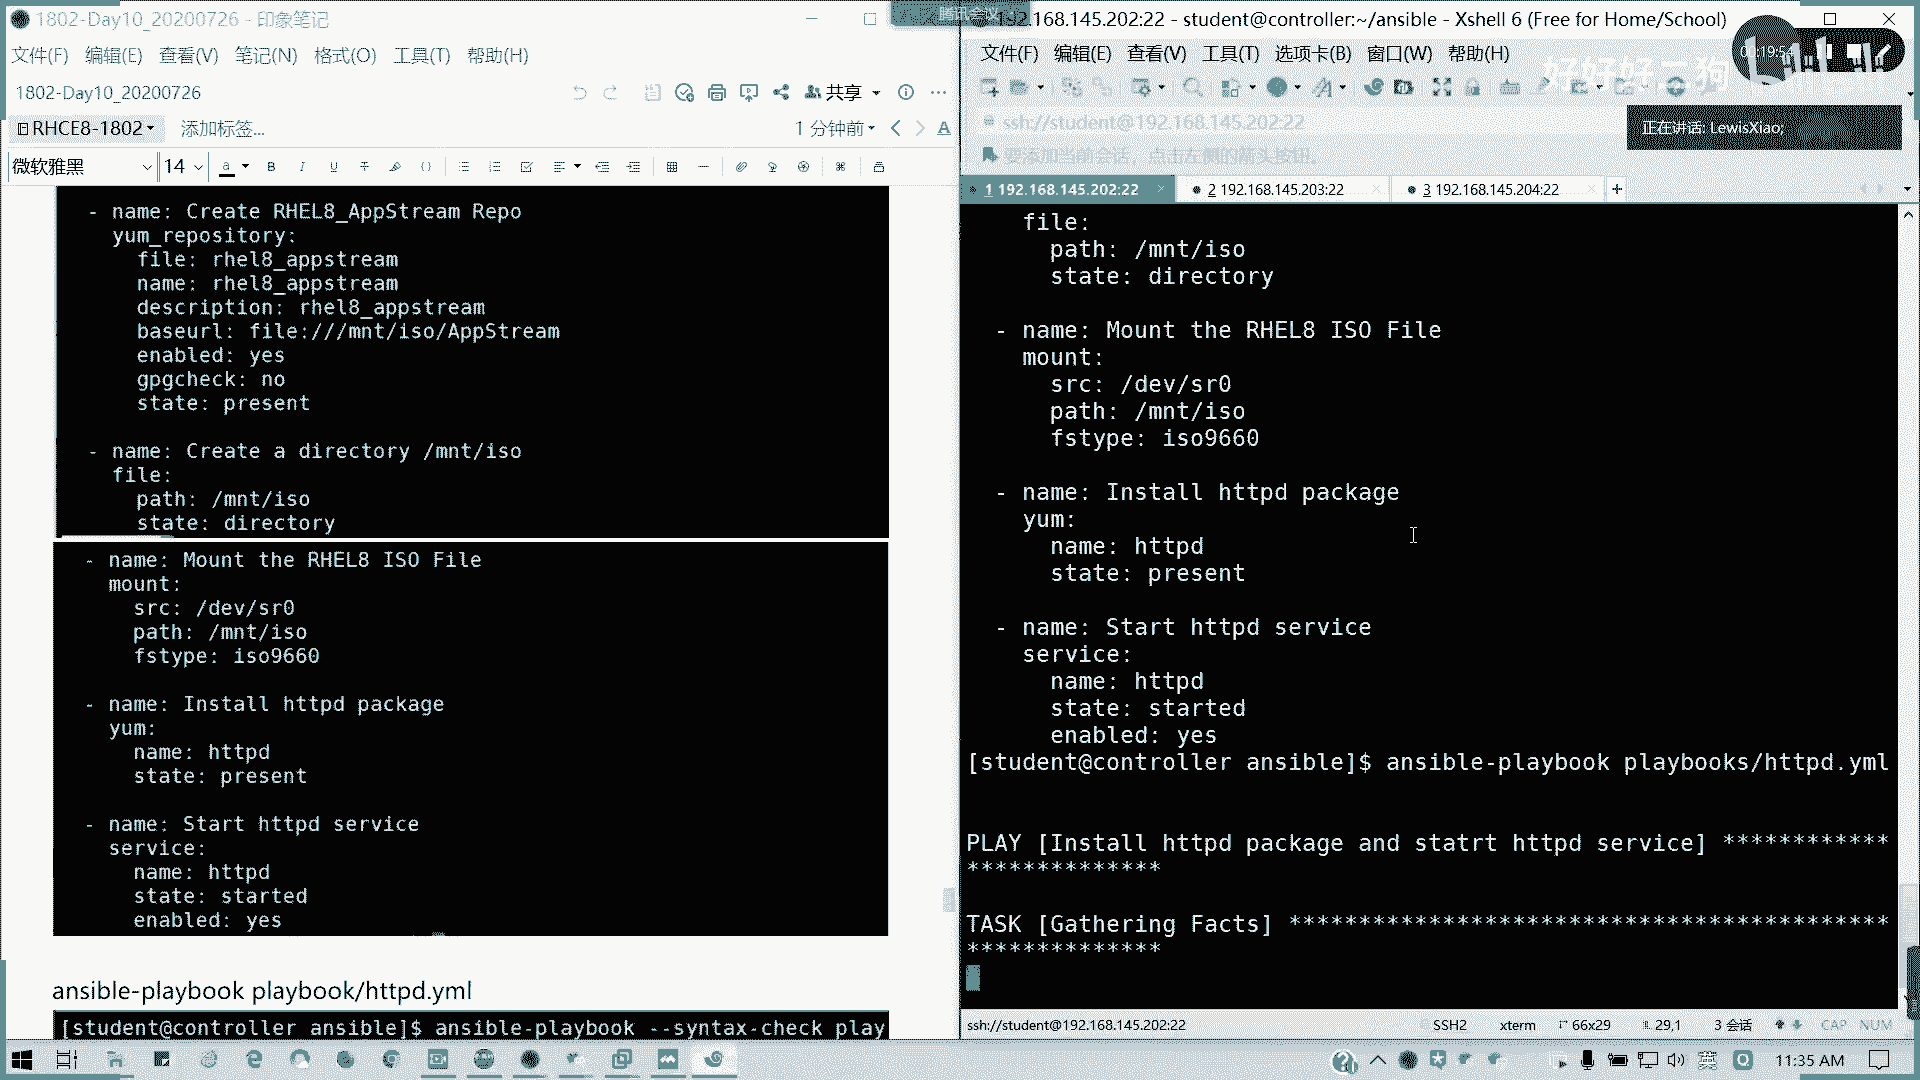 1802-Day10_20200726 - 印象笔记
文件(F) 编辑(E) 查看(V) 笔记(N) 格式(O) 工具(T) 帮助(H)
1802-Day10_20200726
共享
RHCE8-1802
添加标签...
1 分钟前
微软雅黑
14
- name: Create RHEL8_AppStream Repo
yum_repository:
file: rhel8_appstream
name: rhel8_appstream
description: rhel8_appstream
baseurl: file:///mnt/iso/AppStream
enabled: yes
gpgcheck: no
state: present
- name: Create a directory /mnt/iso
file:
path: /mnt/iso
state: directory
- name: Mount the RHEL8 ISO File
mount:
src: /dev/sr0
path: /mnt/iso
fstype: iso9660
- name: Install httpd package
yum:
name: httpd
state: present
- name: Start httpd service
service:
name: httpd
state: started
enabled: yes
ansible-playbook playbook/httpd.yml
[student@controller ansible]$ ansible-playbook --syntax-check play
腾讯会议
192.168.145.202:22 - student@controller:~/ansible - Xshell 6 (Free for Home/School)
文件(F) 编辑(E) 查看(V) 工具(T) 选项卡(B) 窗口(W) 帮助(H)
好好好二狗
ssh://student@192.168.145.202:22
正在讲话: LewisXiao;
要添加当前会话，点击左侧的箭头按钮。
1 192.168.145.202:22
2 192.168.145.203:22
3 192.168.145.204:22
file:
path: /mnt/iso
state: directory
- name: Mount the RHEL8 ISO File
mount:
src: /dev/sr0
path: /mnt/iso
fstype: iso9660
- name: Install httpd package
yum:
name: httpd
state: present
- name: Start httpd service
service:
name: httpd
state: started
enabled: yes
[student@controller ansible]$ ansible-playbook playbooks/httpd.yml
PLAY [Install httpd package and statrt httpd service] ************
**************
TASK [Gathering Facts] *******************************************
**************
ssh://student@192.168.145.202:22
SSH2
xterm
66x29
29,1
3 会话
CAP NUM
英
11:35 AM